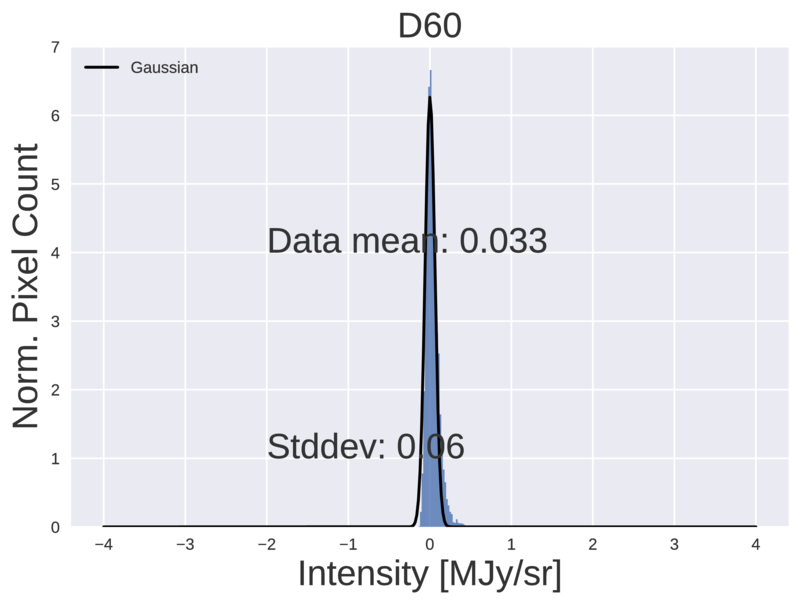 D60
Gaussian
Norm. Pixel Count
7
6
5
4
3
2
1
0
Data mean: 0.033
Stddev: 0.06
−4 −3 −2 −1 0 1 2 3 4
Intensity [MJy/sr]